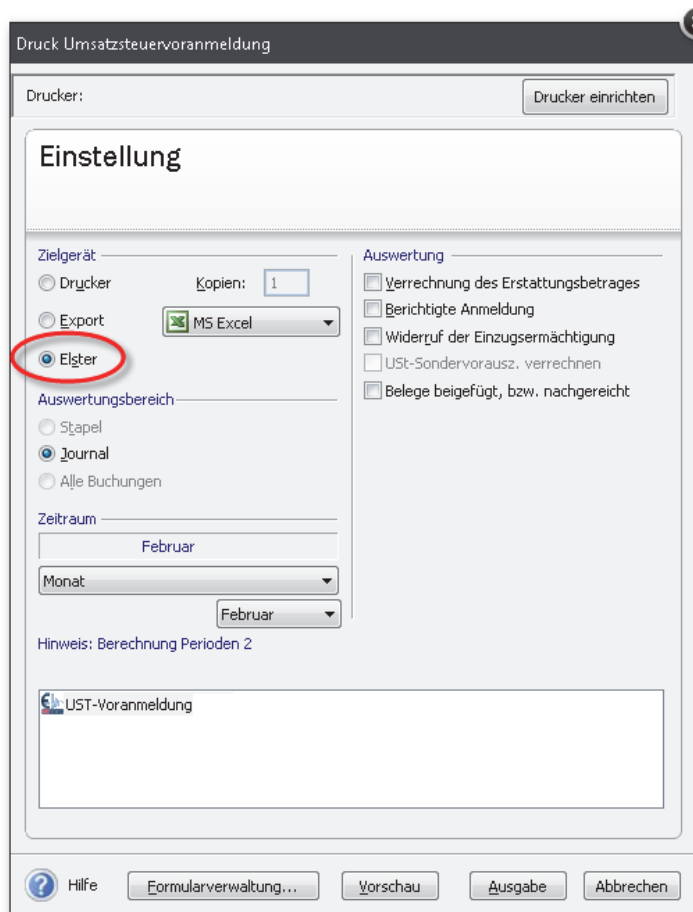 Druck Umsatzsteuervoranmeldung
Drucker:
Drucker einrichten
Einstellung
Zielgerät
Drucker
Kopien:
1
Export
MS Excel
Elster
Auswertungsbereich
Stapel
Journal
Alle Buchungen
Zeitraum
Februar
Monat
Februar
Hinweis: Berechnung Perioden 2
Auswertung
Verrechnung des Erstattungsbetrages
Berichtigte Anmeldung
Widerruf der Einzugsermächtigung
USt-Sondervorausz. verrechnen
Belege beigefügt, bzw. nachgereicht
UST-Voranmeldung
Hilfe
Formularverwaltung...
Vorschau
Ausgabe
Abbrechen